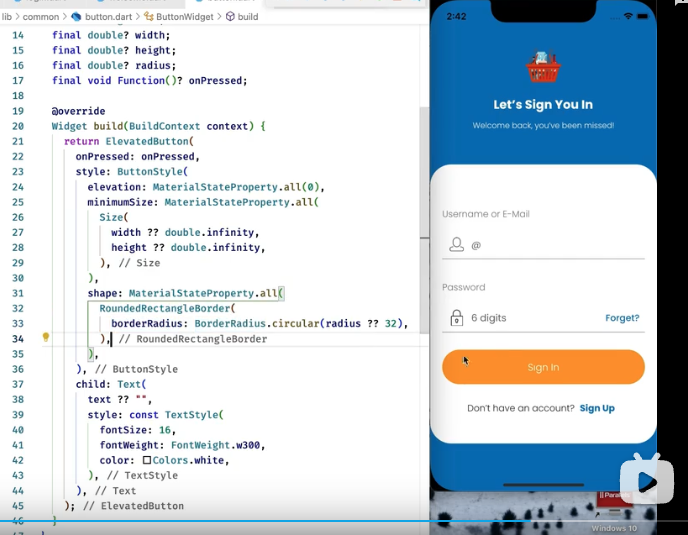 lib > common > button.dart > ButtonWidget > build
14 final double? width;
15 final double? height;
16 final double? radius;
17 final void Function()? onPressed;
18
19 @override
20 Widget build(BuildContext context) {
21 return ElevatedButton(
22 onPressed: onPressed,
23 style: ButtonStyle(
24 elevation: MaterialStateProperty.all(0),
25 minimumSize: MaterialStateProperty.all(
26 Size(
27 width ?? double.infinity,
28 height ?? double.infinity,
29 ), // Size
30 ),
31 shape: MaterialStateProperty.all(
32 RoundedRectangleBorder(
33 borderRadius: BorderRadius.circular(radius ?? 32),
34 ), // RoundedRectangleBorder
35 ),
36 ), // ButtonStyle
37 child: Text(
38 text ?? "",
39 style: const TextStyle(
40 fontSize: 16,
41 fontWeight: FontWeight.w300,
42 color: Colors.white,
43 ), // TextStyle
44 ), // Text
45 ); // ElevatedButton
46 }
2:42
Let's Sign You In
Welcome back, you've been missed!
Username or E-Mail
@
Password
6 digits Forget?
Sign In
Don't have an account? Sign Up
Windows 10